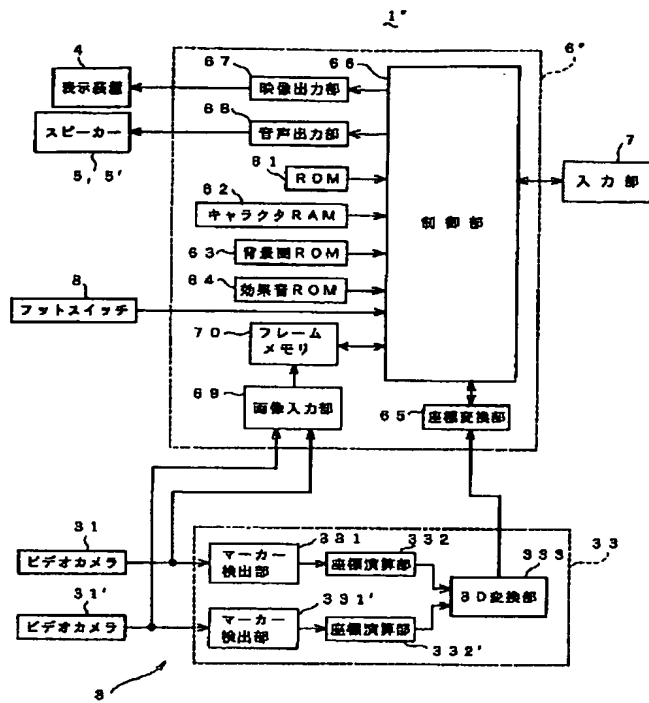 1"
4
表示装置
スピーカー
5, 5'
67
映像出力部
68
音声出力部
61
ROM
62
キャラクタRAM
63
背景画ROM
64
効果音ROM
8
フットスイッチ
70
フレーム
メモリ
69
画像入力部
66
制御部
6"
7
入力部
65
座標変換部
31
ビデオカメラ
31'
ビデオカメラ
331
マーカー
検出部
332
座標演算部
333
3D変換部
33
331'
マーカー
検出部
座標演算部
332'
3